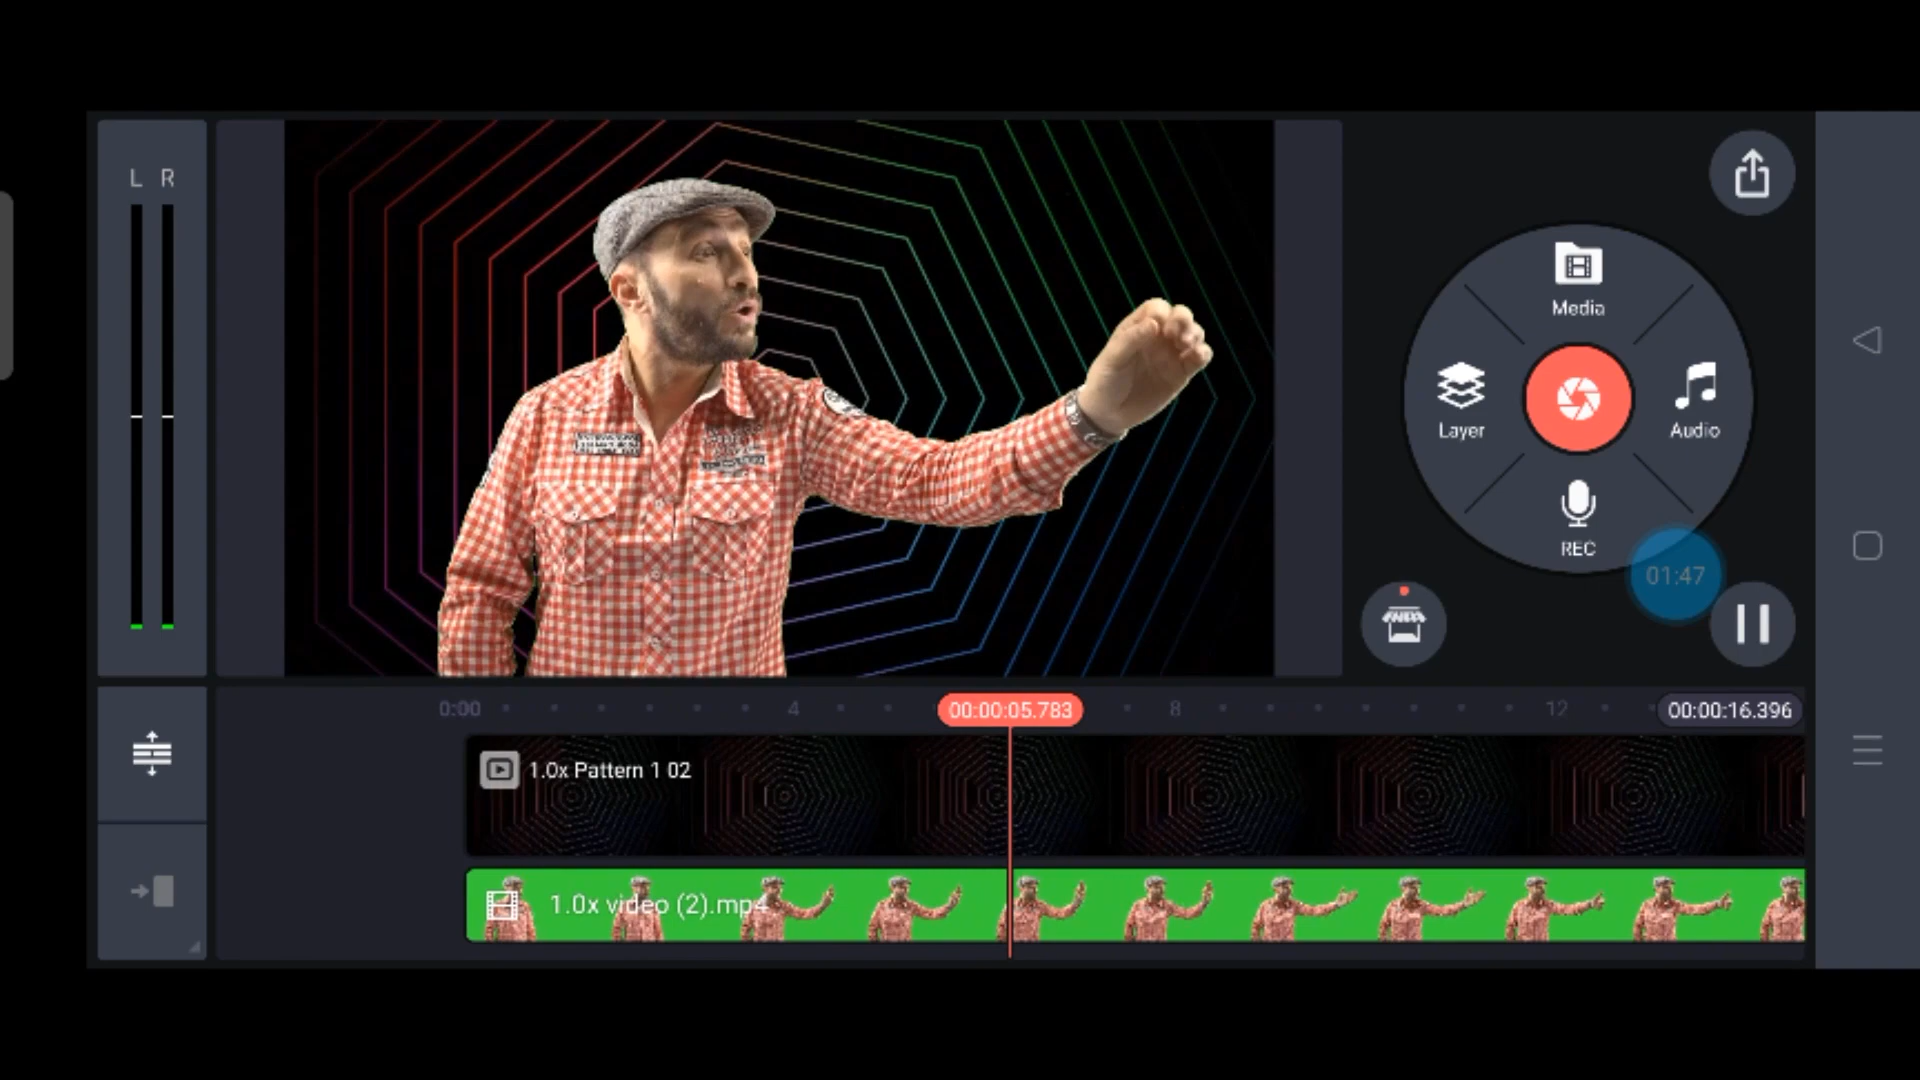 L R
Media
Layer
Audio
REC
01:47
0:00
4
00:00:05.783
8
12
00:00:16.396
1.0x Pattern 1 02
1.0x video (2).mp4